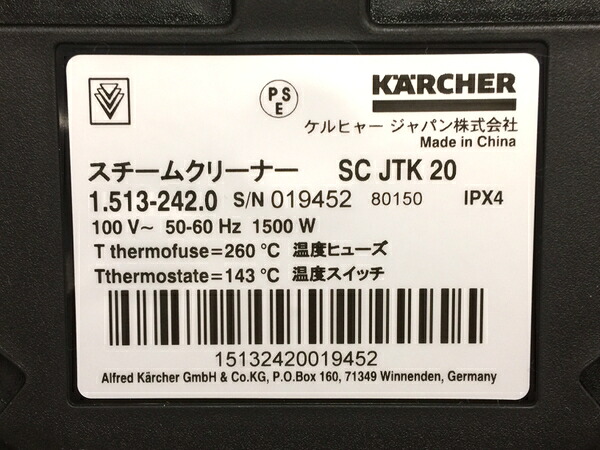 PSE
KÄRCHER
ケルヒャー ジャパン株式会社
Made in China
スチームクリーナー SC JTK 20
1.513-242.0 S/N 019452 80150 IPX4
100 V~ 50-60 Hz 1500 W
T thermofuse=260 °C 温度ヒューズ
Tthermostate=143 °C 温度スイッチ
15132420019452
Alfred Kärcher GmbH & Co.KG, P.O.Box 160, 71349 Winnenden, Germany